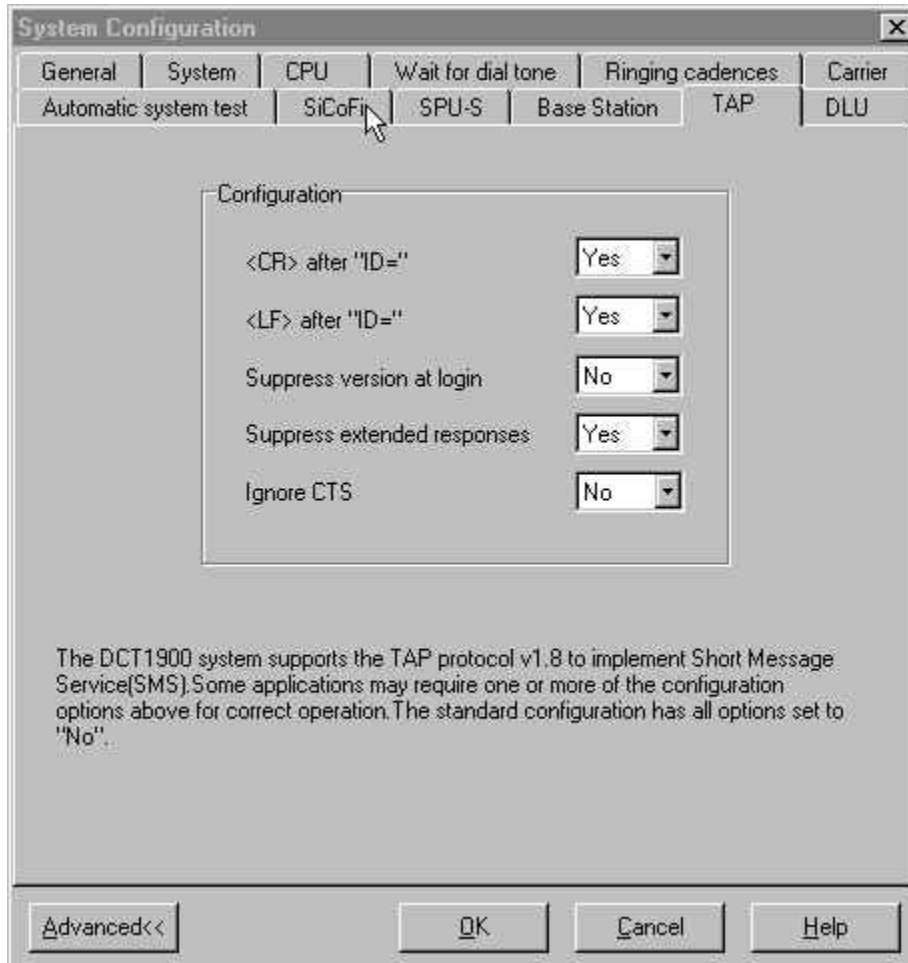 System Configuration
General System CPU Wait for dial tone Ringing cadences Carrier
Automatic system test SiCoFi SPU-S Base Station TAP DLU
Configuration
<CR> after "ID=" Yes
<LF> after "ID=" Yes
Suppress version at login No
Suppress extended responses Yes
Ignore CTS No
The DCT1900 system supports the TAP protocol v1.8 to implement Short Message
Service(SMS).Some applications may require one or more of the configuration
options above for correct operation.The standard configuration has all options set to
"No".
Advanced<< OK Cancel Help